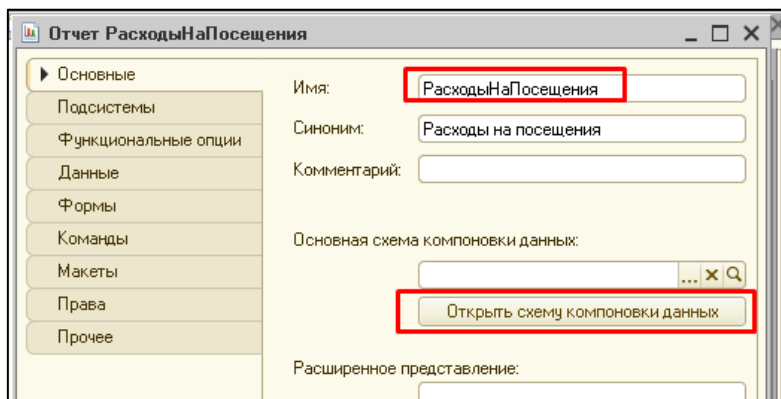 Отчет РасходыНаПосещения
Основные
Подсистемы
Функциональные опции
Данные
Формы
Команды
Макеты
Права
Прочее
Имя: РасходыНаПосещения
Синоним: Расходы на посещения
Комментарий:
Основная схема компоновки данных:
...
Открыть схему компоновки данных
Расширенное представление: